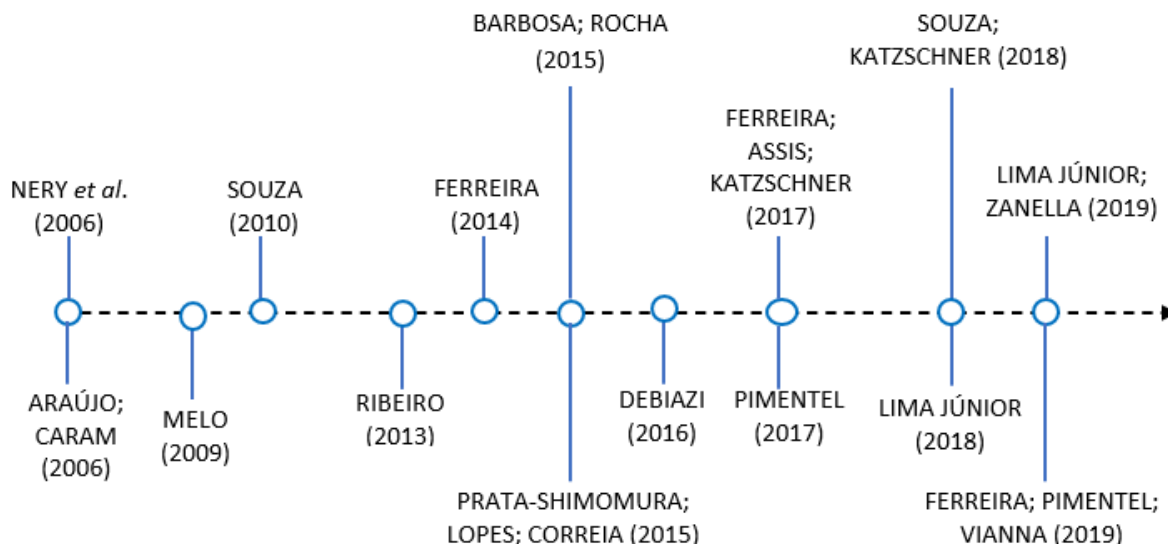 BARBOSA; ROCHA
(2015)
SOUZA;
KATZSCHNER (2018)
FERREIRA;
ASSIS;
KATZSCHNER
(2017)
NERY et al.
(2006)
SOUZA
(2010)
FERREIRA
(2014)
LIMA JÚNIOR;
ZANELLA (2019)
ARAÚJO;
CARAM
(2006)
MELO
(2009)
RIBEIRO
(2013)
DEBIAZI
(2016)
PIMENTEL
(2017)
LIMA JÚNIOR
(2018)
PRATA-SHIMOMURA;
LOPES; CORREIA (2015)
FERREIRA; PIMENTEL;
VIANNA (2019)